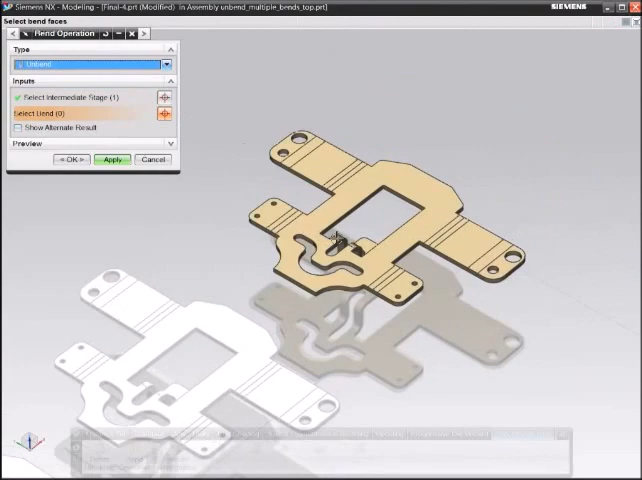 Siemens NX - Modeling - [Final-4.prt (Modified) in Assembly unbend_multiple_bends_top.prt]
SIEMENS
Select bend faces
Bend Operation
Type
Unbend
Inputs
Select Intermediate Stage (1)
Select Bend (0)
Show Alternate Result
Preview
< OK >
Apply
Cancel